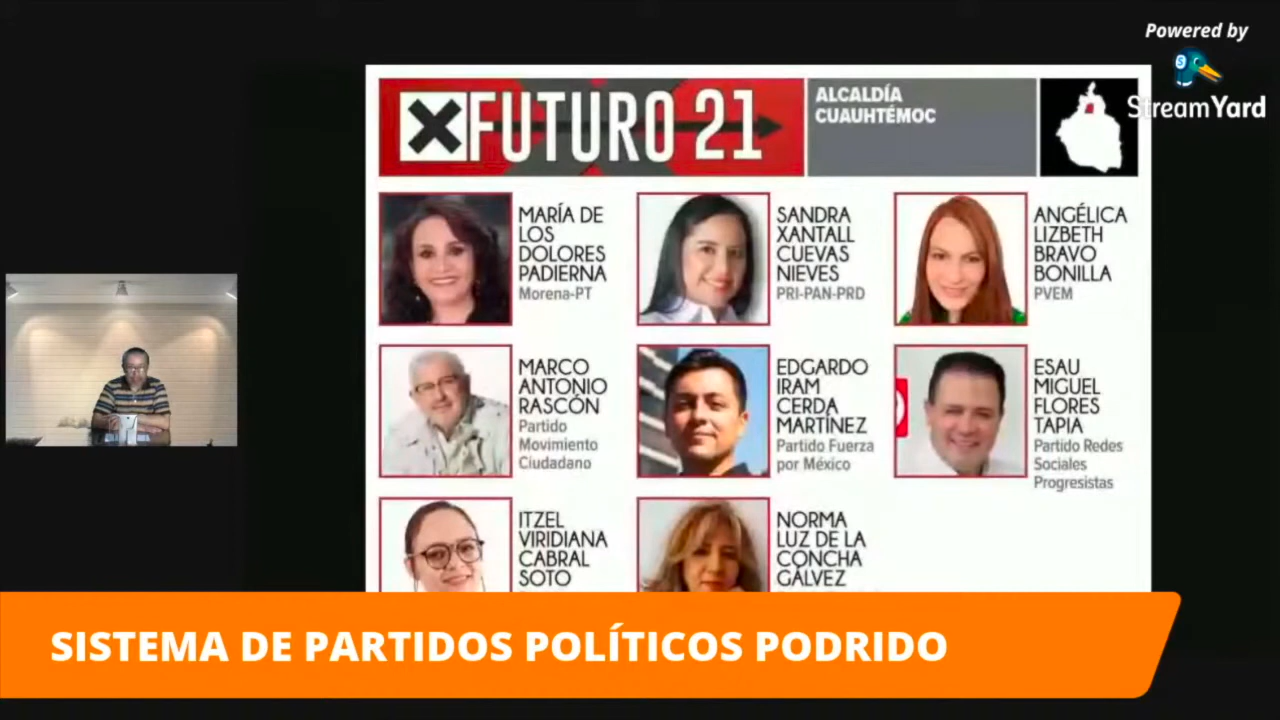 Powered by
StreamYard
FUTURO 21
ALCALDÍA
CUAUHTÉMOC
MARÍA DE
LOS
DOLORES
PADIERNA
Morena-PT
SANDRA
XANTALL
CUEVAS
NIEVES
PRI-PAN-PRD
ANGÉLICA
LIZBETH
BRAVO
BONILLA
PVEM
MARCO
ANTONIO
RASCÓN
Partido
Movimiento
Ciudadano
EDGARDO
IRAM
CERDA
MARTÍNEZ
Partido Fuerza
por México
ESAU
MIGUEL
FLORES
TAPIA
Partido Redes
Sociales
Progresistas
ITZEL
VIRIDIANA
CABRAL
SOTO
NORMA
LUZ DE LA
CONCHA
GÁLVEZ
SISTEMA DE PARTIDOS POLÍTICOS PODRIDO